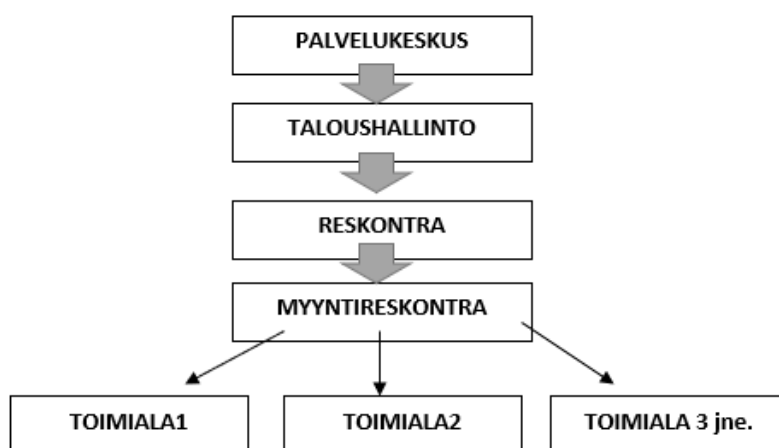 PALVELUKESKUS
TALOUSHALLINTO
RESKONTRA
MYYNTIRESKONTRA
TOIMIALA1
TOIMIALA2
TOIMIALA 3 jne.